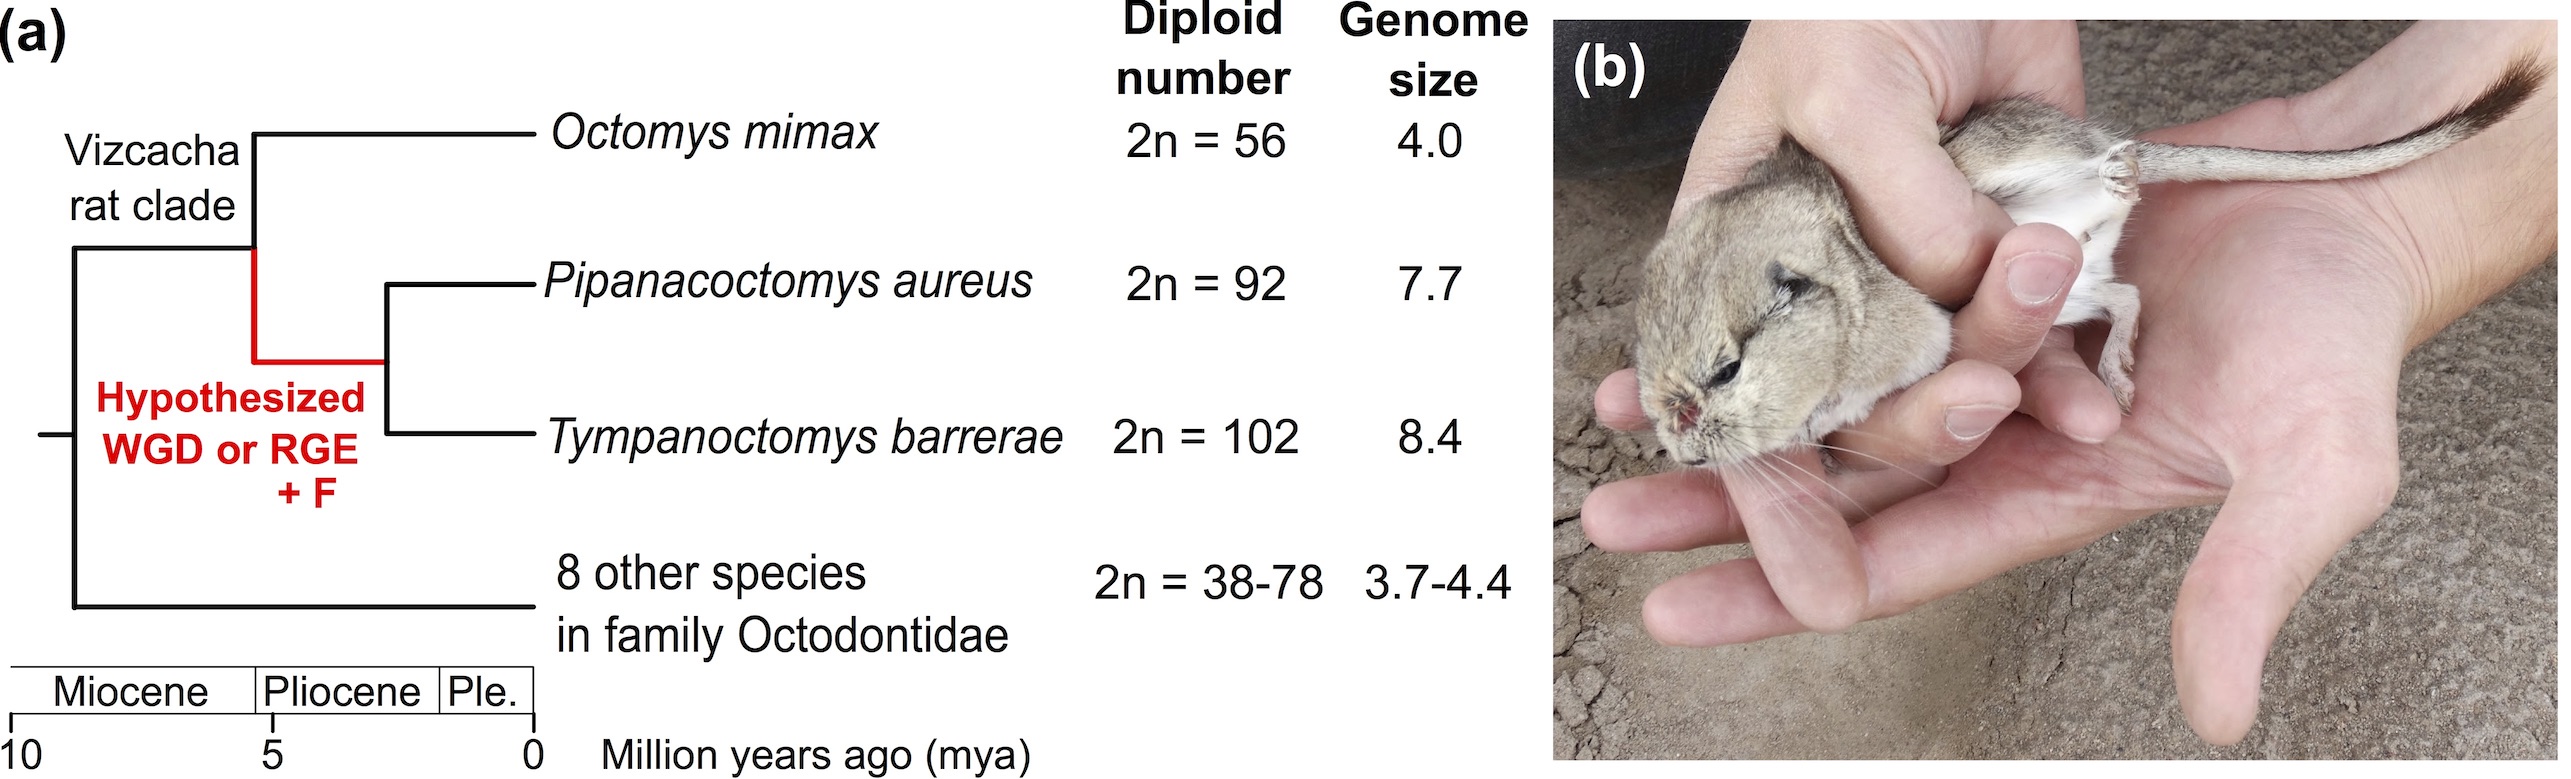 (a)
Diploid number
Genome size
Vizcacha
rat clade
Octomys mimax 2n = 56 4.0
Pipanacoctomys aureus 2n = 92 7.7
Hypothesized
WGD or RGE
+ F
Tympanoctomys barrerae 2n = 102 8.4
8 other species
in family Octodontidae
2n = 38-78 3.7-4.4
Miocene Pliocene Ple.
10 5 0 Million years ago (mya)
(b)